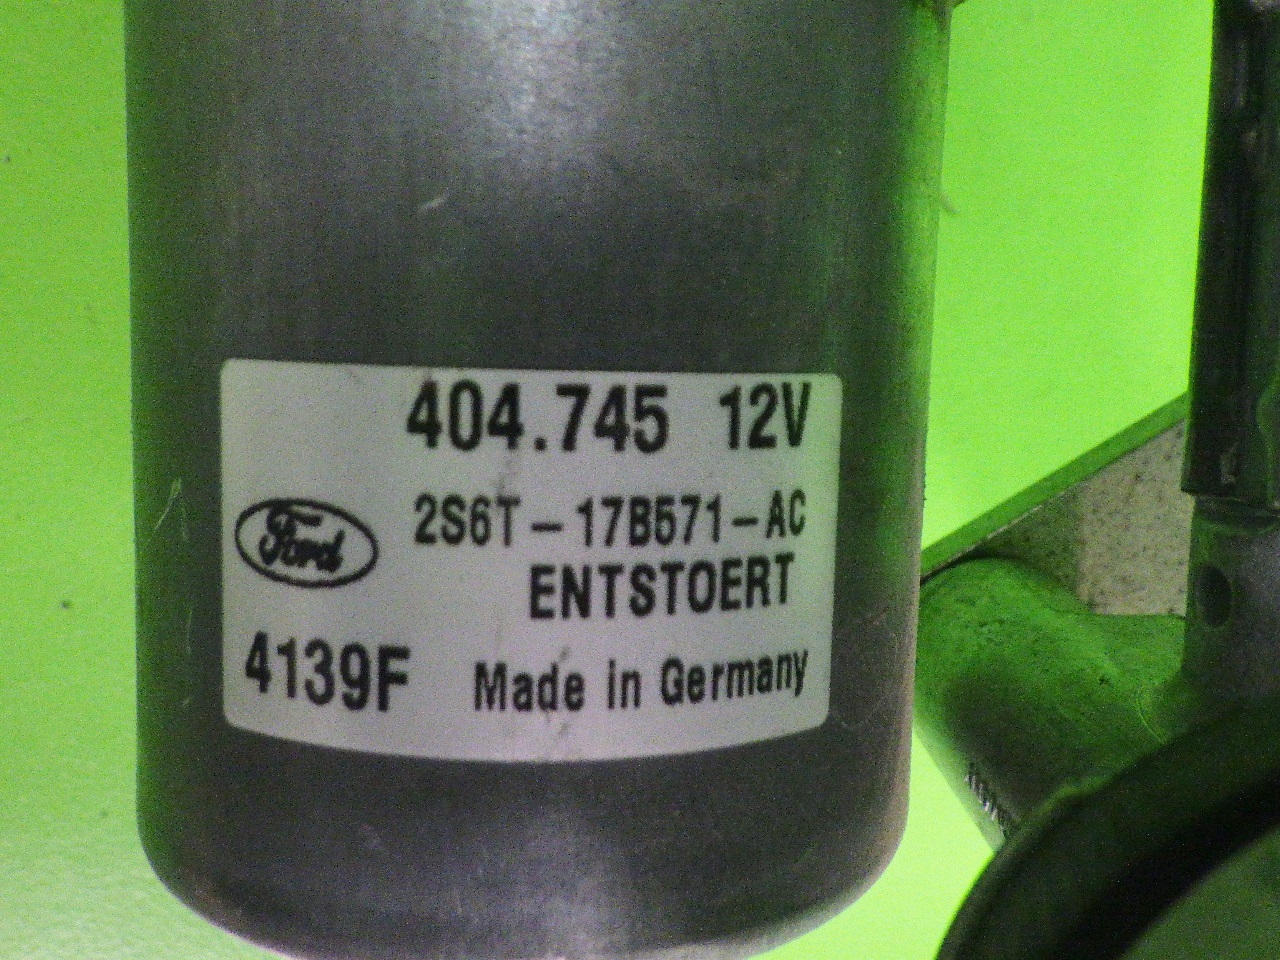 404.745 12V
2S6T-17B571-AC
Ford
ENTSTOERT
4139F Made in Germany